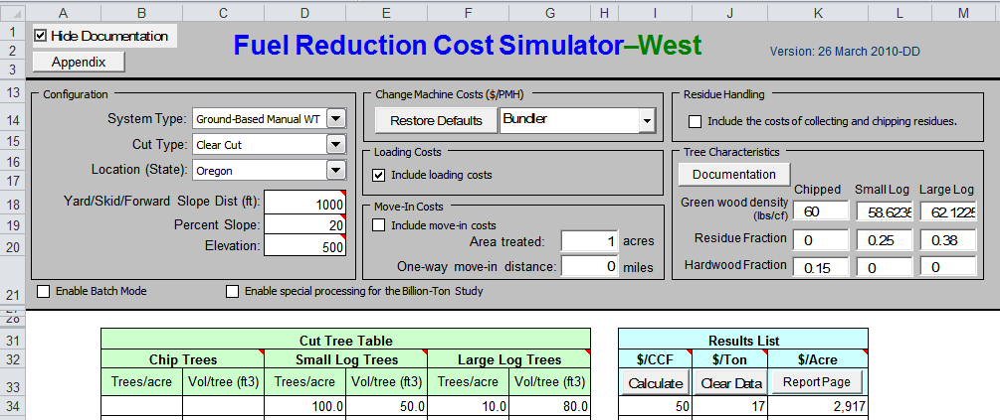 A B C D E F G H I J K L M
1 Hide Documentation
Fuel Reduction Cost Simulator–West
Version: 26 March 2010-DD
2
Appendix
3
13 Configuration Change Machine Costs ($/PMH) Residue Handling
14 System Type: Ground-Based Manual WT Restore Defaults Bundler Include the costs of collecting and chipping residues.
15 Cut Type: Clear Cut
16 Loading Costs Tree Characteristics
17 Location (State): Oregon Include loading costs Documentation
Chipped Small Log Large Log
18 Yard/Skid/Forward Slope Dist (ft): 1000 Move-In Costs Green wood density (lbs/cf) 60 58.6235 62.1225
19 Percent Slope: 20 Include move-in costs
20 Elevation: 500 Area treated: 1 acres Residue Fraction 0 0.25 0.38
One-way move-in distance: 0 miles Hardwood Fraction 0.15 0 0
21 Enable Batch Mode Enable special processing for the Billion-Ton Study
31 Cut Tree Table Results List
32 Chip Trees Small Log Trees Large Log Trees $/CCF $/Ton $/Acre
33 Trees/acre Vol/tree (ft3) Trees/acre Vol/tree (ft3) Trees/acre Vol/tree (ft3) Calculate Clear Data Report Page
34 100.0 50.0 10.0 80.0 50 17 2,917